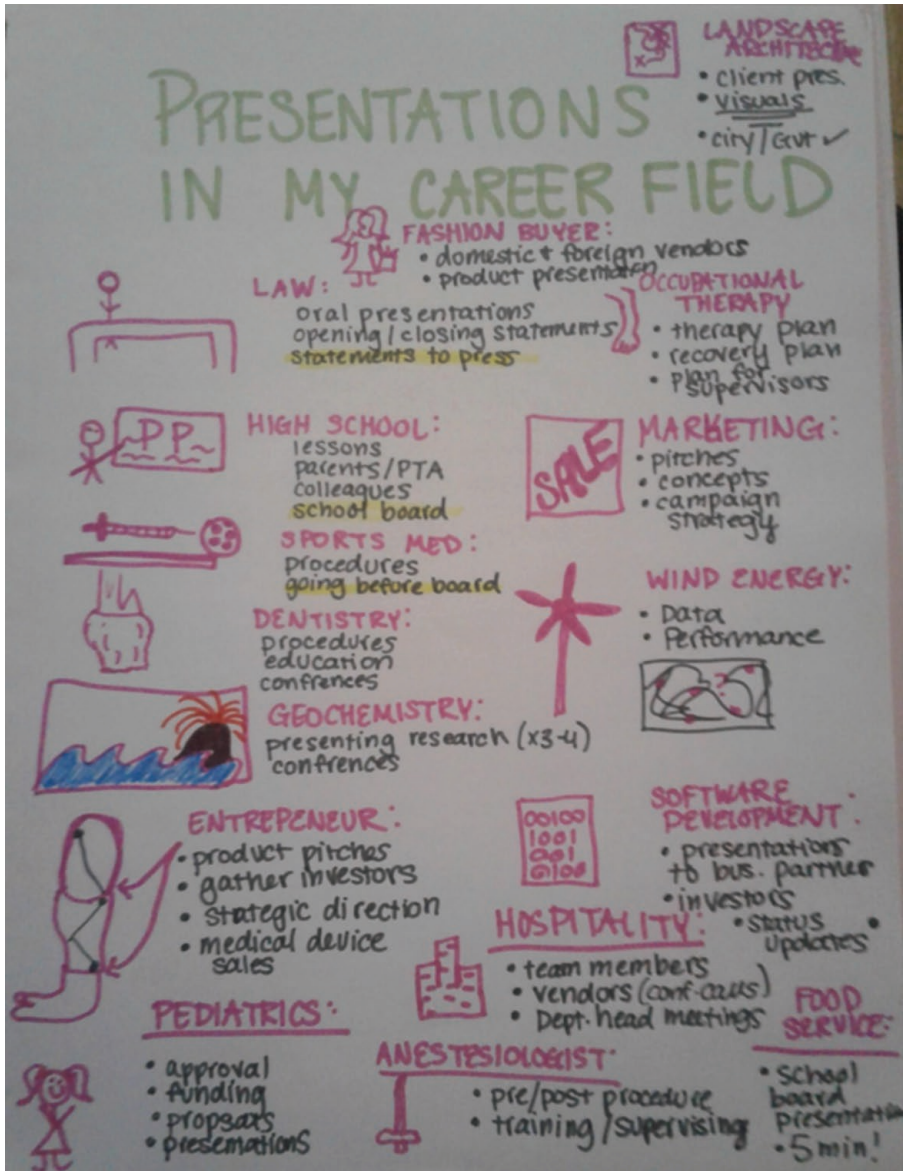 LANDSCAPE
ARCHITECTURE
• client pres.
• visuals
• city/Gvt ✓
PRESENTATIONS
IN MY CAREER FIELD
FASHION BUYER:
• domestic + foreign vendors
• product presentation
LAW:
oral presentations
opening/closing statements
statements to press
OCCUPATIONAL
THERAPY
• therapy plan
• recovery plan
• plan for
supervisors
PP
HIGH SCHOOL:
lessons
parents/PTA
colleagues
school board
SALE
MARKETING:
• pitches
• concepts
• campaign
strategy
SPORTS MED:
procedures
going before board
DENTISTRY:
procedures
education
confrences
WIND ENERGY:
• Data
• Performance
GEOCHEMISTRY:
presenting research (x3-4)
confrences
ENTREPENEUR:
• product pitches
• gather investors
• stategic direction
• medical device
sales
00100
1001
001
0100
SOFTWARE
DEVELOPMENT:
• presentations
to bus. partner
• investors
• status
updates
HOSPITALITY:
• team members
• vendors (conf-calls)
• Dept. head meetings
PEDIATRICS:
• approval
• funding
• propsals
• presentations
ANESTESIOLOGIST:
• pre/post procedure
• training/supervising
FOOD
SERVICE:
• school
board
presentation
• 5 min!